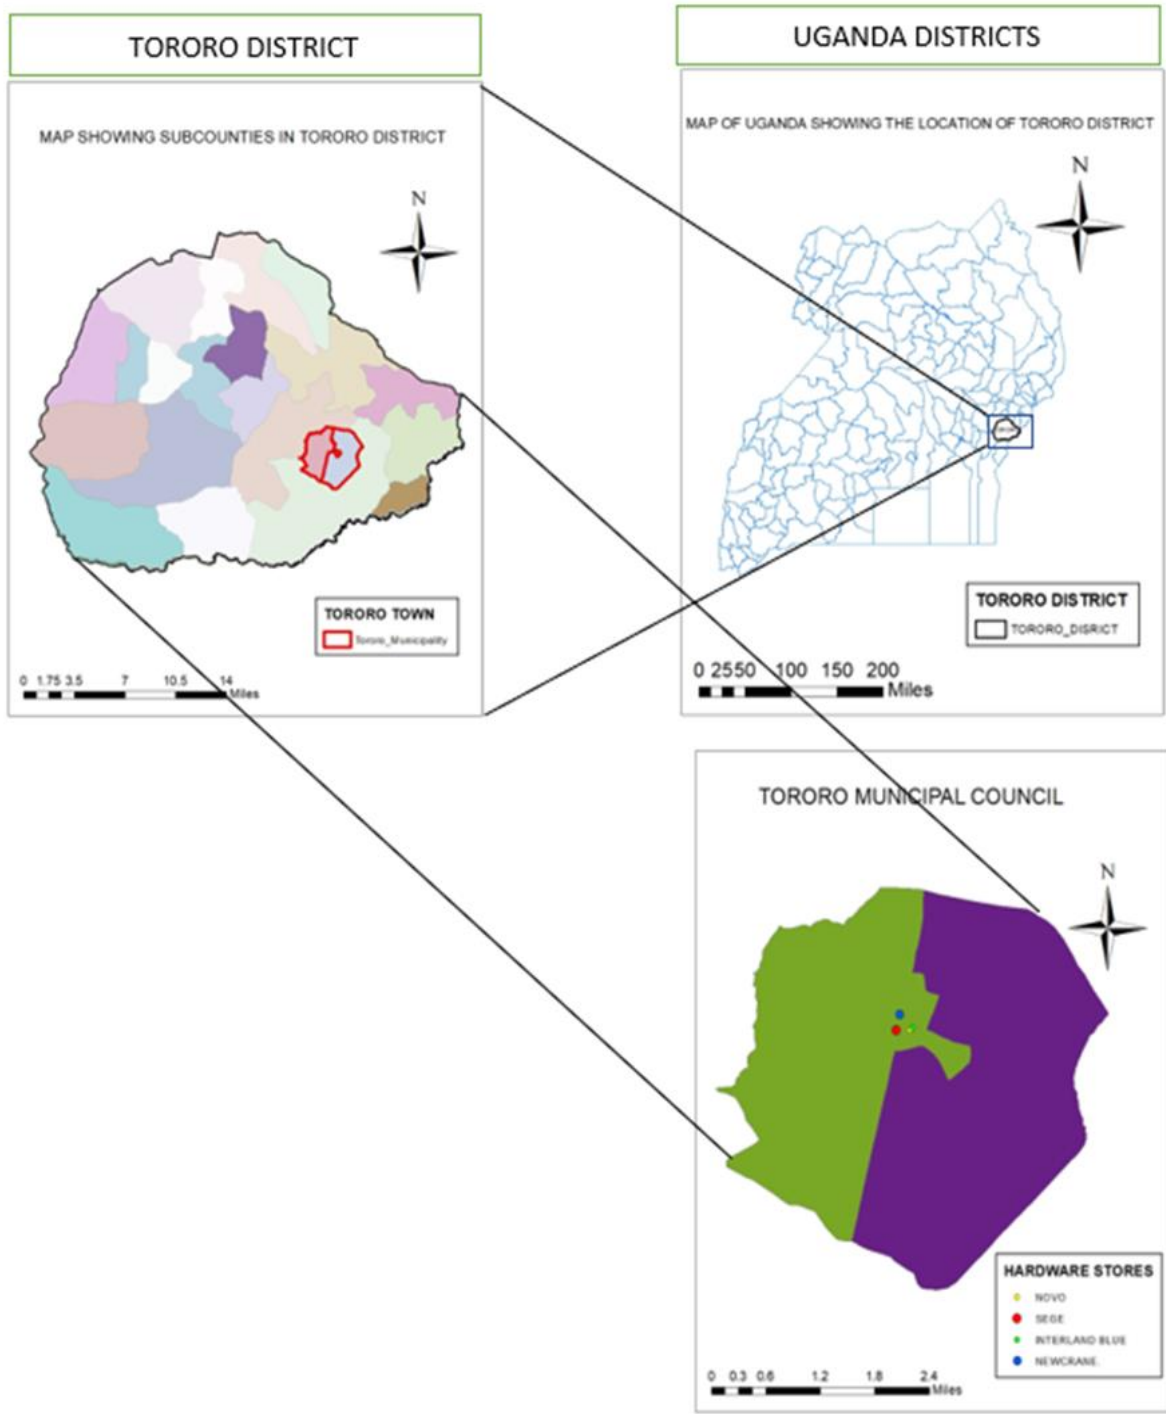 TORORO DISTRICT
MAP SHOWING SUBCOUNTIES IN TORORO DISTRICT
N
TORORO TOWN
Tororo_Municipality
0 1.75 3.5 7 10.5 14
Miles
UGANDA DISTRICTS
MAP OF UGANDA SHOWING THE LOCATION OF TORORO DISTRICT
N
TORORO DISTRICT
TORORO_DISRICT
0 2550 100 150 200
Miles
TORORO MUNICIPAL COUNCIL
N
HARDWARE STORES
NOVO
SEGE
INTERLAND BLUE
NEWCRANE.
0 0.3 0.6 1.2 1.8 2.4
Miles